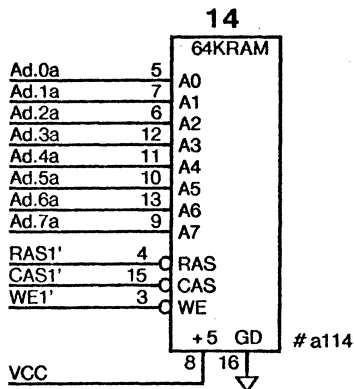 14
64KRAM
Ad.0a 5 A0
Ad.1a 7 A1
Ad.2a 6 A2
Ad.3a 12 A3
Ad.4a 11 A4
Ad.5a 10 A5
Ad.6a 13 A6
Ad.7a 9 A7
RAS1' 4 RAS
CAS1' 15 CAS
WE1' 3 WE
+5 GD #a114
VCC 8 16